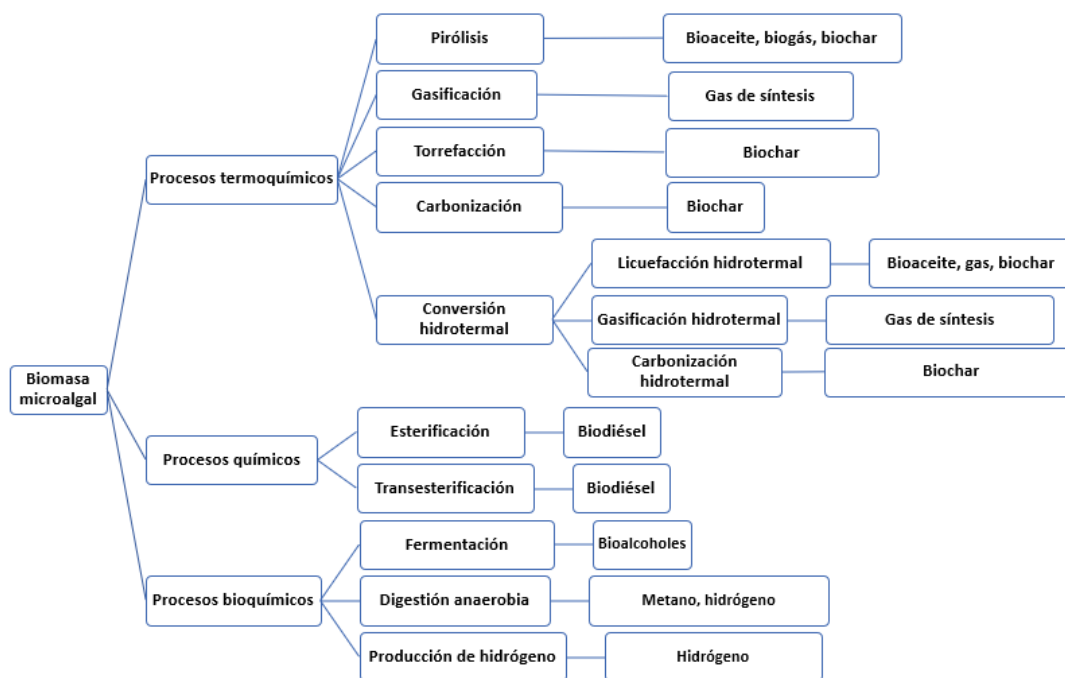 Biomasa
microalgal
Procesos termoquímicos
Pirólisis
Bioaceite, biogás, biochar
Gasificación
Gas de síntesis
Torrefacción
Biochar
Carbonización
Biochar
Conversión
hidrotermal
Licuefacción hidrotermal
Bioaceite, gas, biochar
Gasificación hidrotermal
Gas de síntesis
Carbonización
hidrotermal
Biochar
Procesos químicos
Esterificación
Biodiésel
Transesterificación
Biodiésel
Procesos bioquímicos
Fermentación
Bioalcoholes
Digestión anaerobia
Metano, hidrógeno
Producción de hidrógeno
Hidrógeno